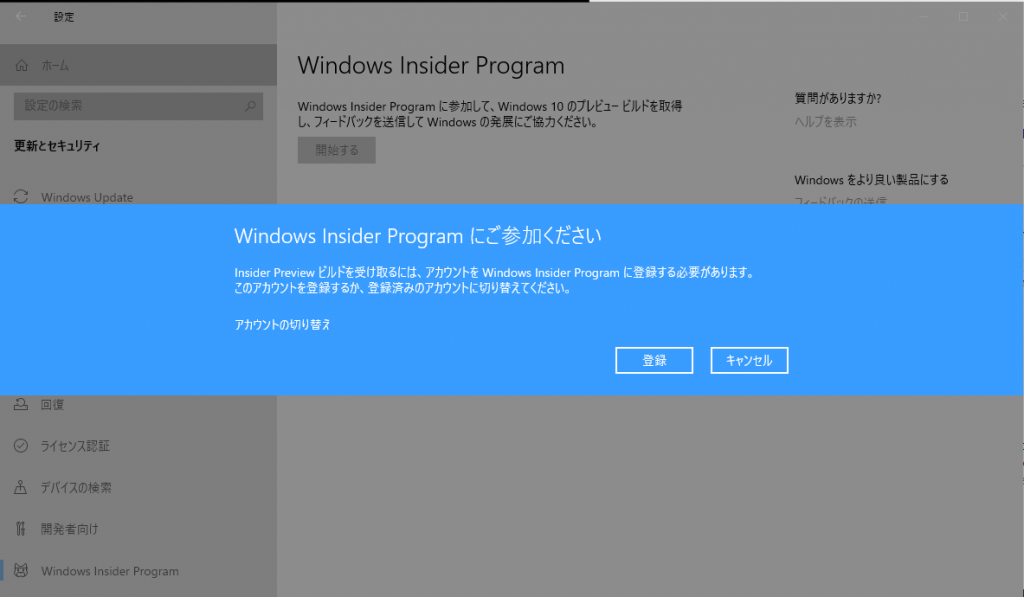 設定
ホーム
設定の検索
更新とセキュリティ
Windows Update
Windows Insider Program
Windows Insider Program に参加して、Windows 10 のプレビュー ビルドを取得
し、フィードバックを送信して Windows の発展にご協力ください。
開始する
質問がありますか?
ヘルプを表示
Windows をより良い製品にする
フィードバックの送信
Windows Insider Program にご参加ください
Insider Preview ビルドを受け取るには、アカウントを Windows Insider Program に登録する必要があります。
このアカウントを登録するか、登録済みのアカウントに切り替えてください。
アカウントの切り替え
登録
キャンセル
回復
ライセンス認証
デバイスの検索
開発者向け
Windows Insider Program